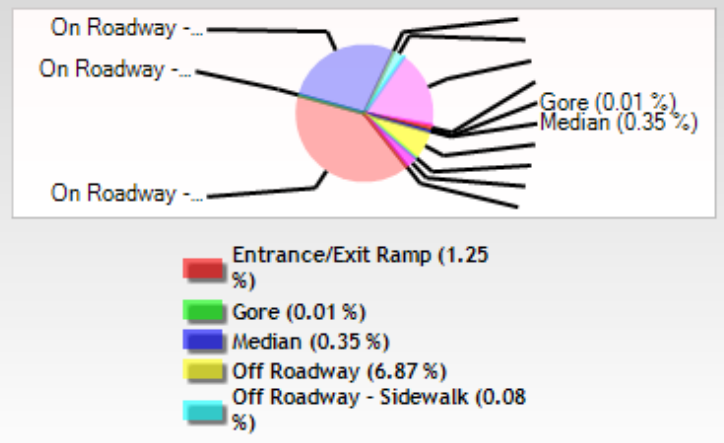 On Roadway -...
On Roadway -...
Gore (0.01 %)
Median (0.35 %)
On Roadway -...
Entrance/Exit Ramp (1.25
%)
Gore (0.01 %)
Median (0.35 %)
Off Roadway (6.87 %)
Off Roadway - Sidewalk (0.08
%)